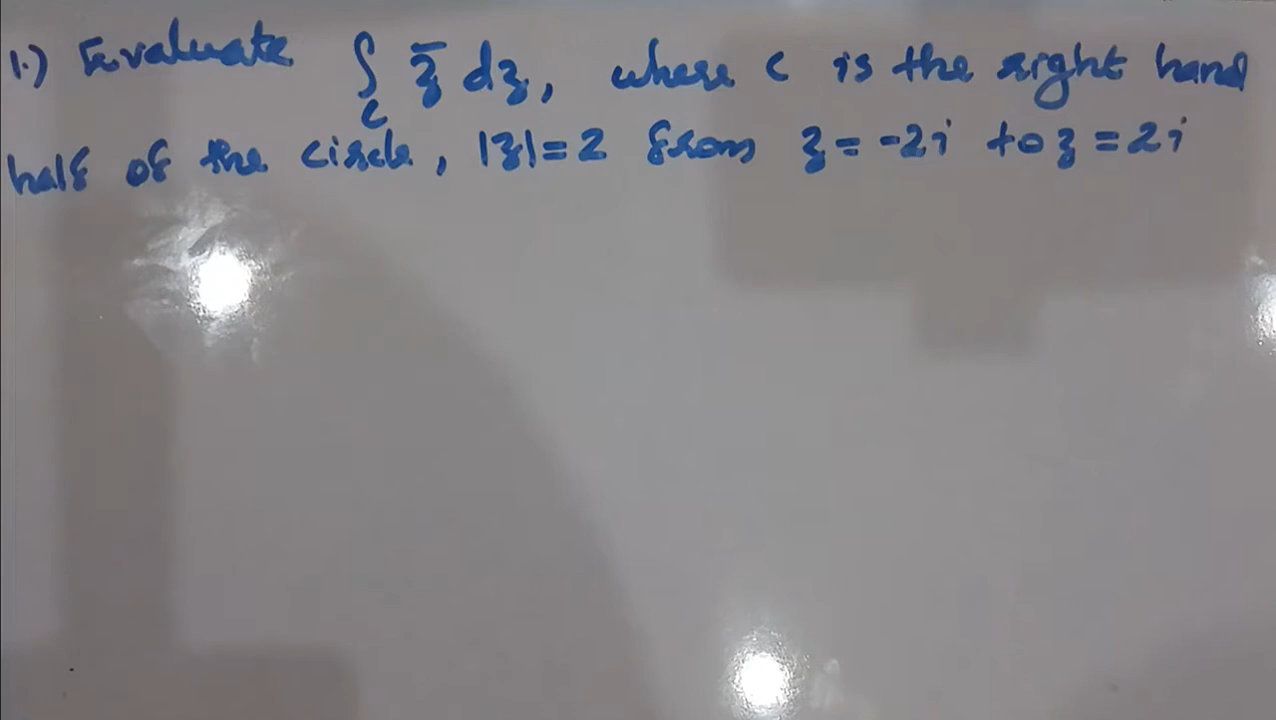 1.) Evaluate ∫_C z̄ dz, where c is the right hand
half of the circle, |z|=2 from z = -2i to z = 2i